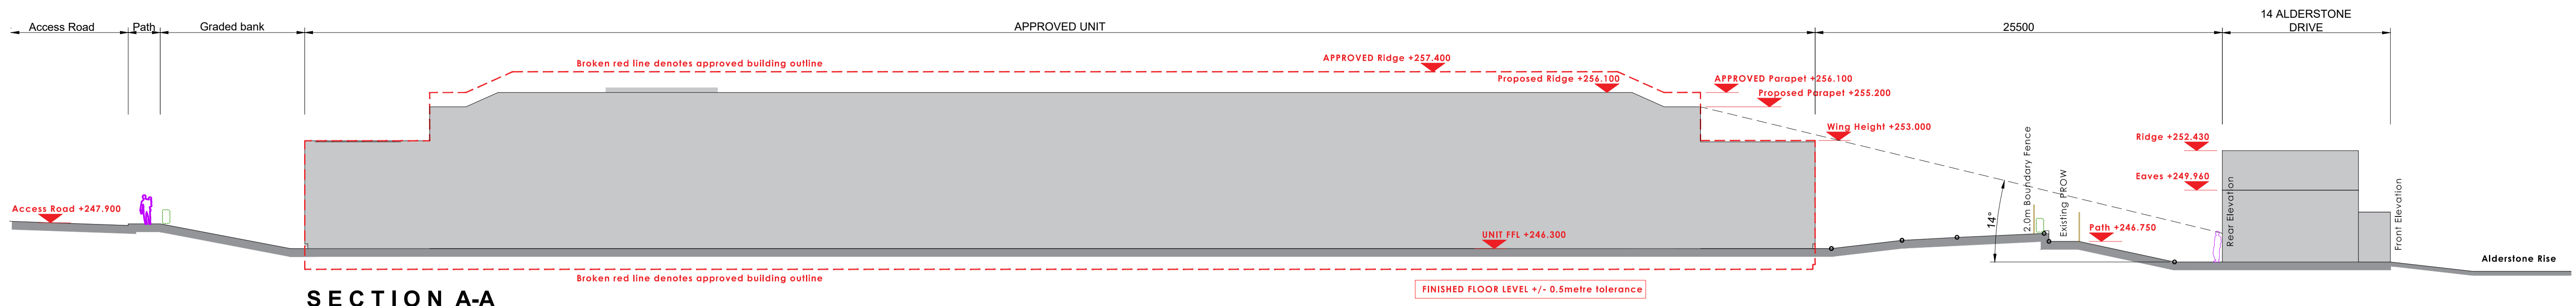 Access Road
Path
Graded bank
APPROVED UNIT
25500
14 ALDERSTONE
DRIVE
Broken red line denotes approved building outline
APPROVED Ridge +257.400
Proposed Ridge +256.100
APPROVED Parapet +256.100
Proposed Parapet +255.200
Wing Height +253.000
Ridge +252.430
Eaves +249.960
2.0m Boundary Fence
Existing PROW
Rear Elevation
Front Elevation
Access Road +247.900
14°
Path +246.750
UNIT FFL +246.300
Alderstone Rise
Broken red line denotes approved building outline
FINISHED FLOOR LEVEL +/- 0.5metre tolerance
SECTION A-A